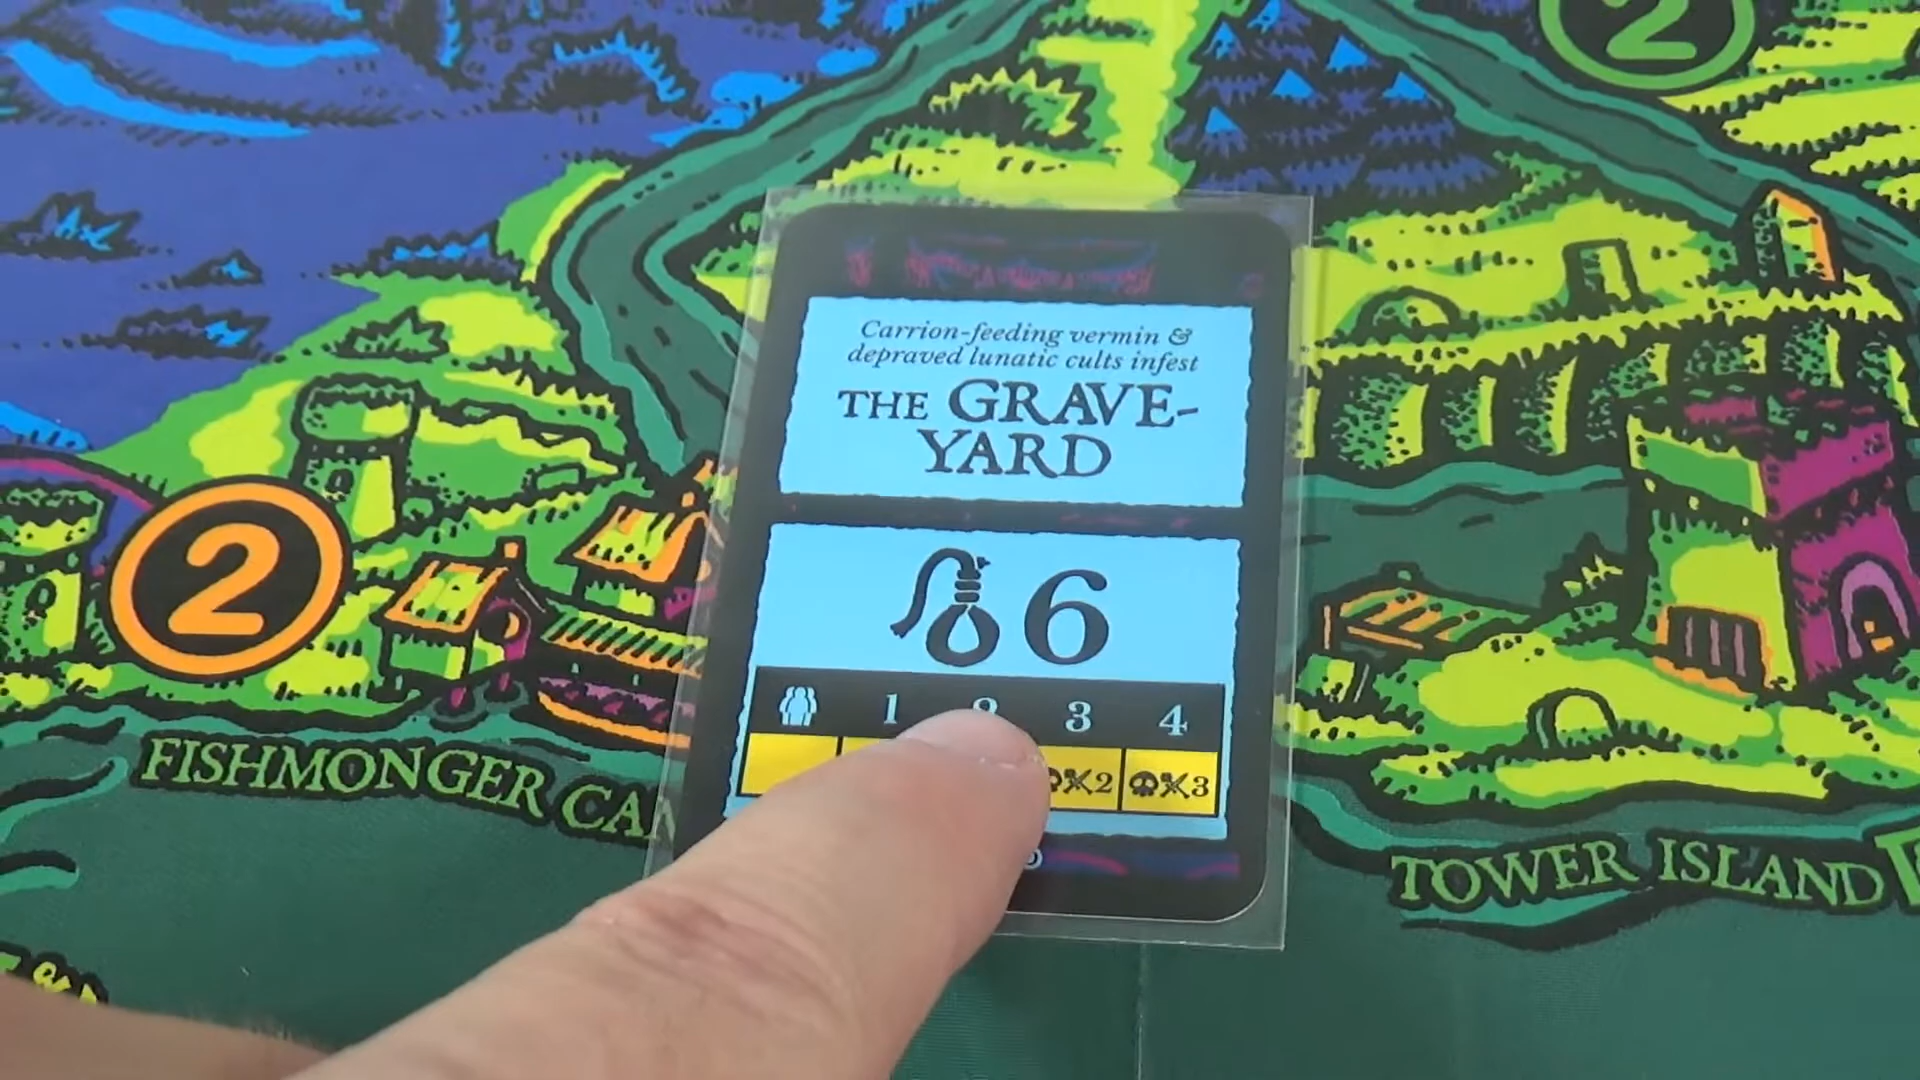 2
Carrion-feeding vermin &
depraved lunatic cults infest
THE GRAVE-
YARD
2
6
1 3 4
2 3
FISHMONGER
TOWER ISLAND